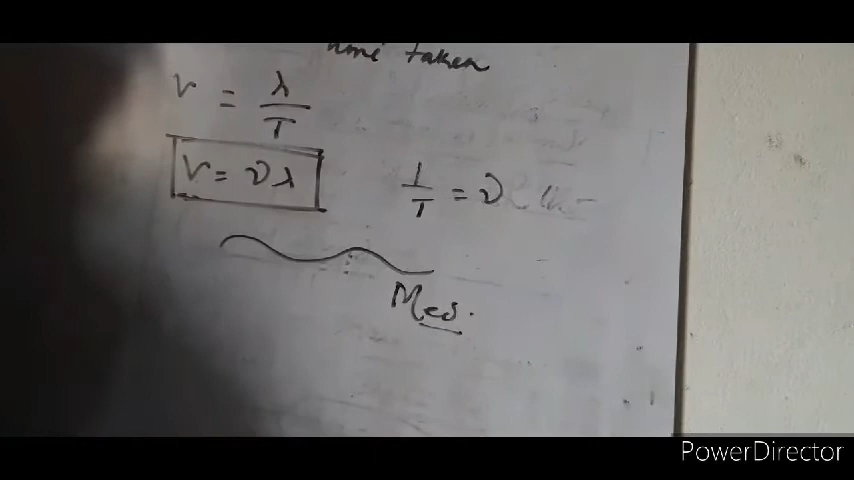 time taken
v = λ/T
v = νλ
1/T = ν
Med.
PowerDirector